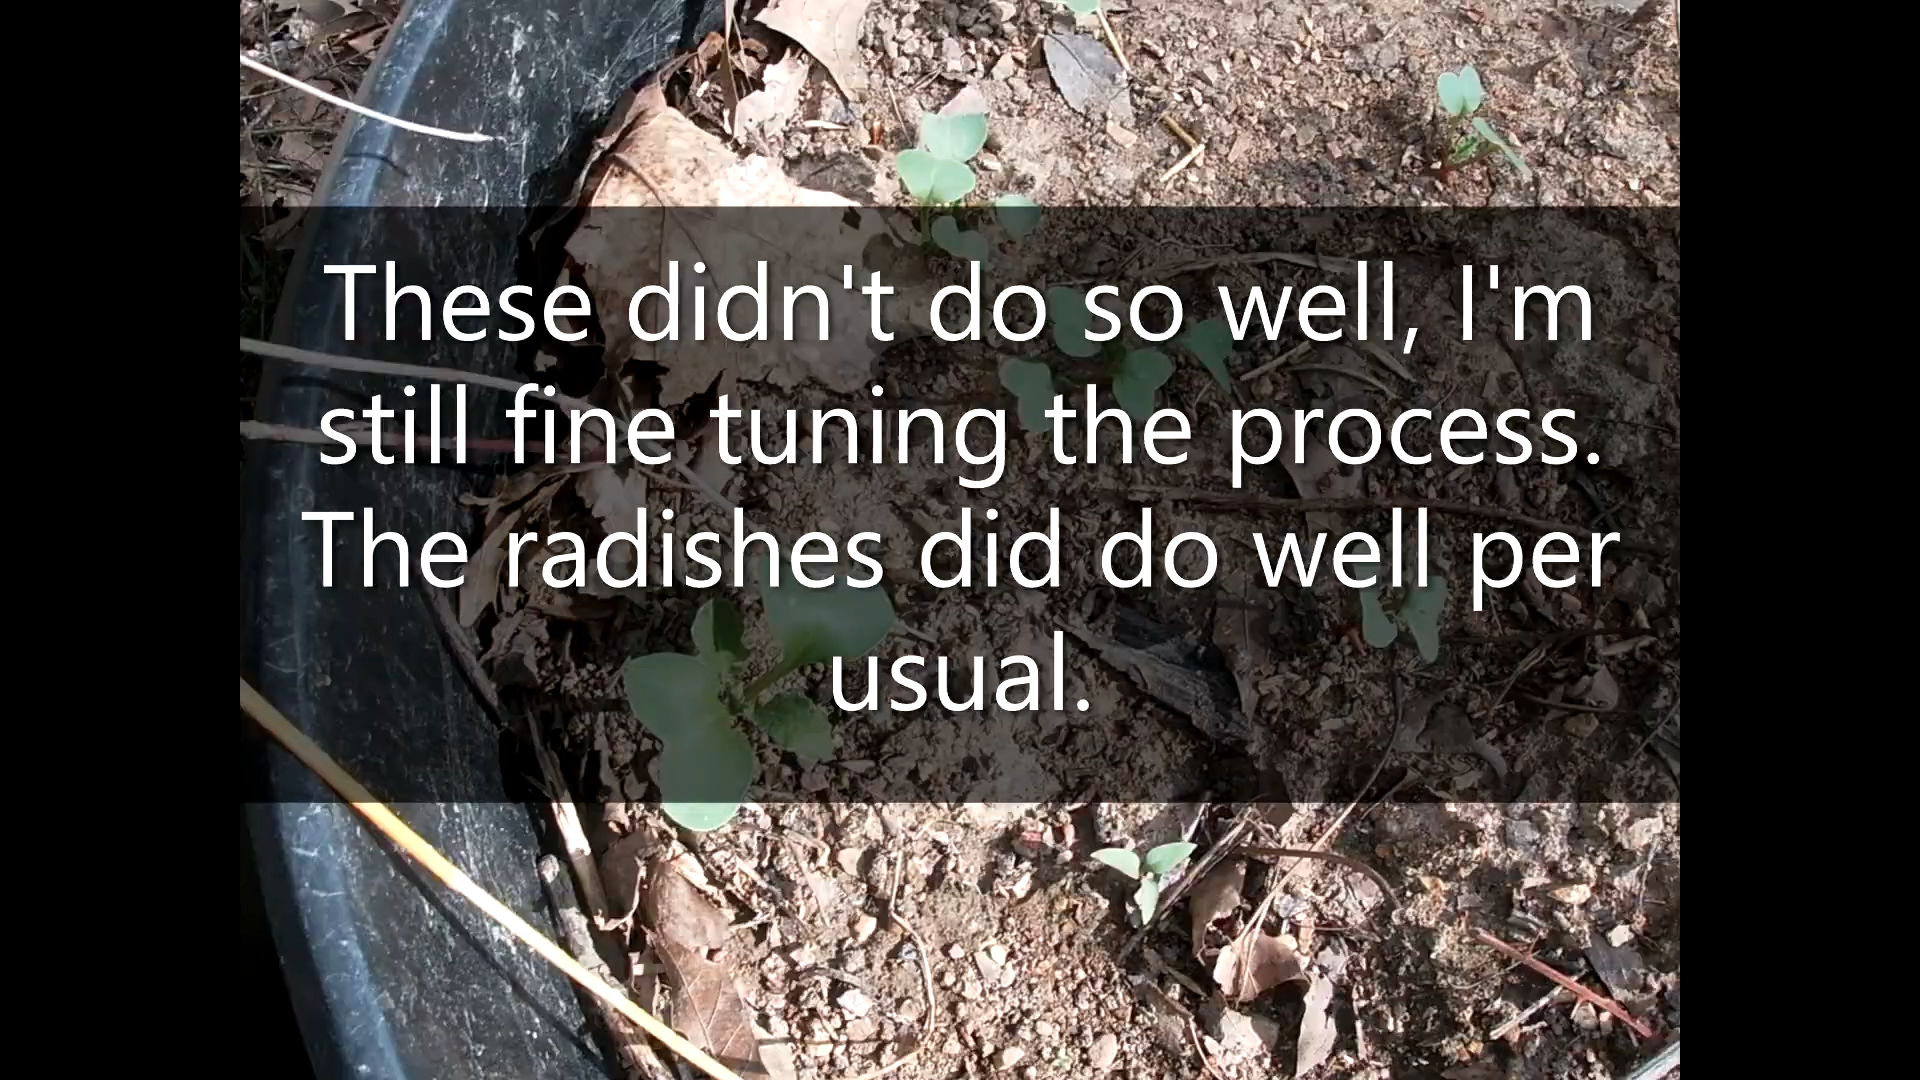 These didn't do so well, I'm
still fine tuning the process.
The radishes did do well per
usual.